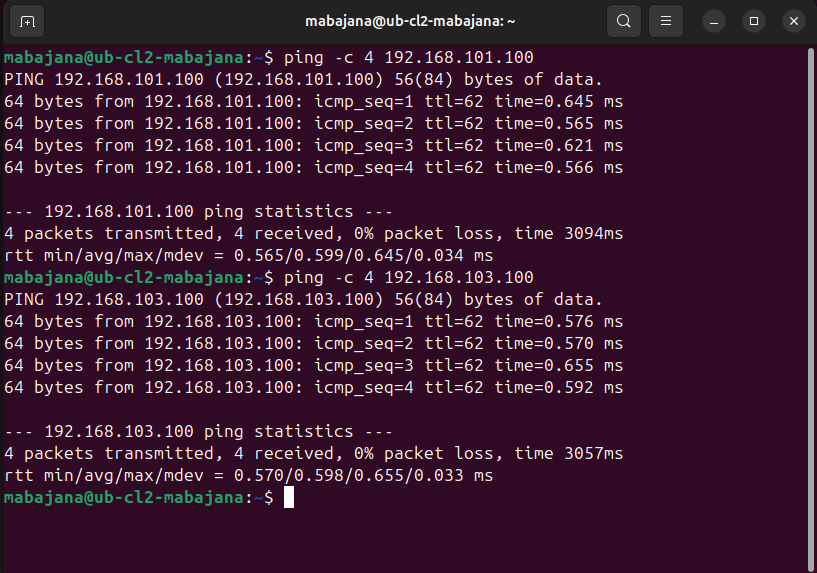 mabajana@ub-cl2-mabajana: ~
mabajana@ub-cl2-mabajana:~$ ping -c 4 192.168.101.100
PING 192.168.101.100 (192.168.101.100) 56(84) bytes of data.
64 bytes from 192.168.101.100: icmp_seq=1 ttl=62 time=0.645 ms
64 bytes from 192.168.101.100: icmp_seq=2 ttl=62 time=0.565 ms
64 bytes from 192.168.101.100: icmp_seq=3 ttl=62 time=0.621 ms
64 bytes from 192.168.101.100: icmp_seq=4 ttl=62 time=0.566 ms
--- 192.168.101.100 ping statistics ---
4 packets transmitted, 4 received, 0% packet loss, time 3094ms
rtt min/avg/max/mdev = 0.565/0.599/0.645/0.034 ms
mabajana@ub-cl2-mabajana:~$ ping -c 4 192.168.103.100
PING 192.168.103.100 (192.168.103.100) 56(84) bytes of data.
64 bytes from 192.168.103.100: icmp_seq=1 ttl=62 time=0.576 ms
64 bytes from 192.168.103.100: icmp_seq=2 ttl=62 time=0.570 ms
64 bytes from 192.168.103.100: icmp_seq=3 ttl=62 time=0.655 ms
64 bytes from 192.168.103.100: icmp_seq=4 ttl=62 time=0.592 ms
--- 192.168.103.100 ping statistics ---
4 packets transmitted, 4 received, 0% packet loss, time 3057ms
rtt min/avg/max/mdev = 0.570/0.598/0.655/0.033 ms
mabajana@ub-cl2-mabajana:~$